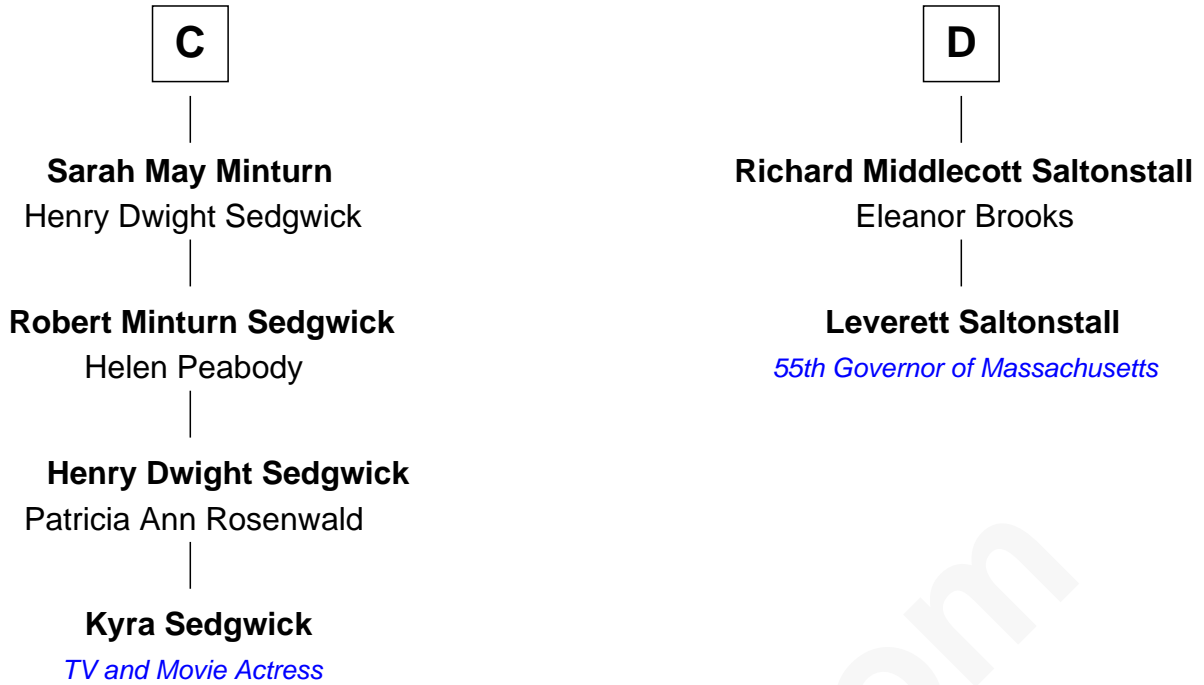 C
Sarah May Minturn
Henry Dwight Sedgwick
Robert Minturn Sedgwick
Helen Peabody
Henry Dwight Sedgwick
Patricia Ann Rosenwald
Kyra Sedgwick
TV and Movie Actress
D
Richard Middlecott Saltonstall
Eleanor Brooks
Leverett Saltonstall
55th Governor of Massachusetts
om